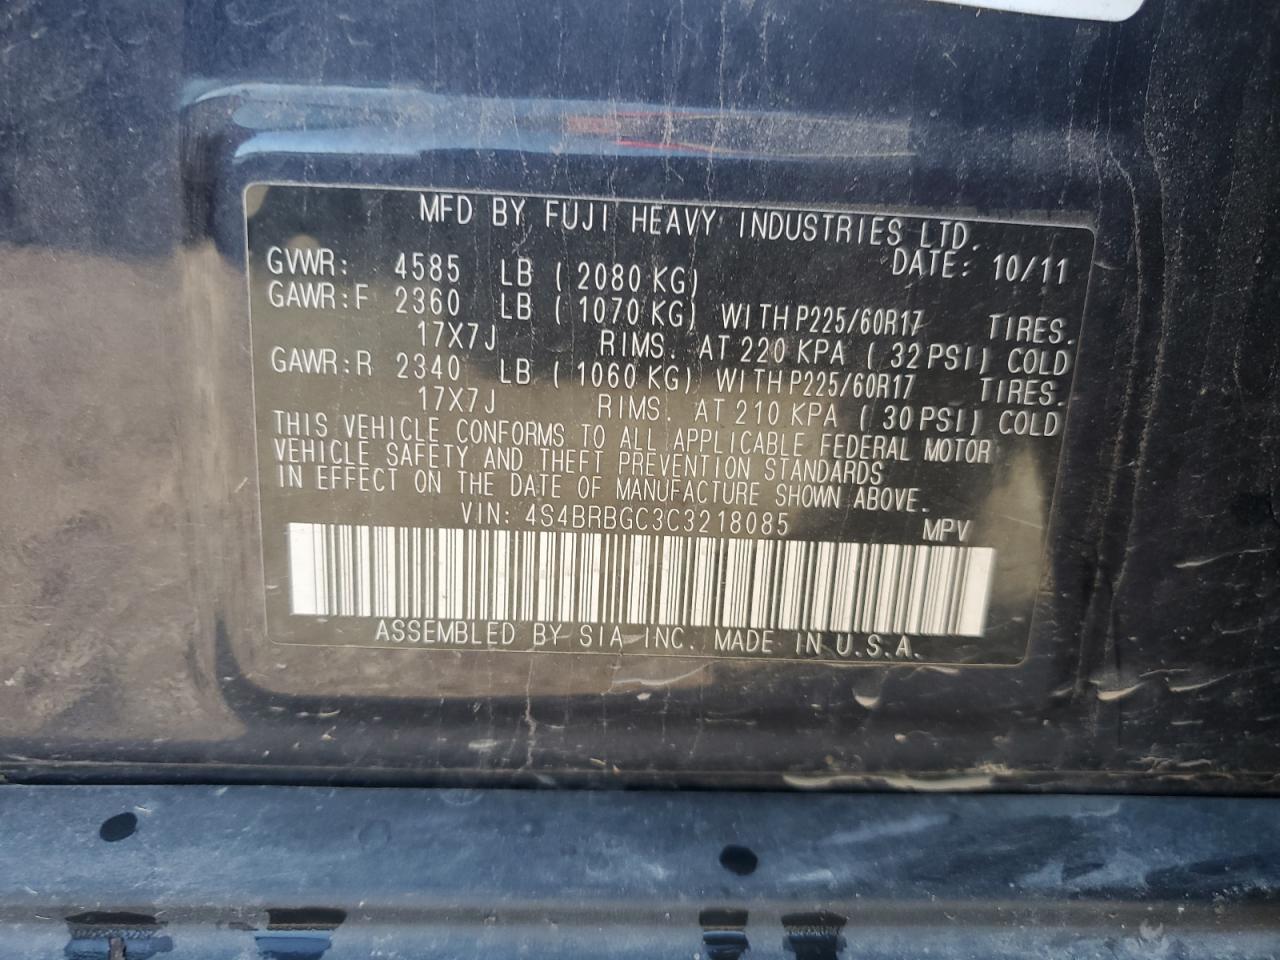 MFD BY FUJI HEAVY INDUSTRIES LTD.
DATE: 10/11
GVWR: 4585 LB (2080 KG)
GAWR:F 2360 LB (1070 KG) WITH P225/60R17 TIRES.
17X7J RIMS. AT 220 KPA (32 PSI) COLD
GAWR:R 2340 LB (1060 KG) WITH P225/60R17 TIRES.
17X7J RIMS. AT 210 KPA (30 PSI) COLD
THIS VEHICLE CONFORMS TO ALL APPLICABLE FEDERAL MOTOR
VEHICLE SAFETY AND THEFT PREVENTION STANDARDS
IN EFFECT ON THE DATE OF MANUFACTURE SHOWN ABOVE.
VIN: 4S4BRBGC3C3218085 MPV
ASSEMBLED BY SIA INC. MADE IN U.S.A.